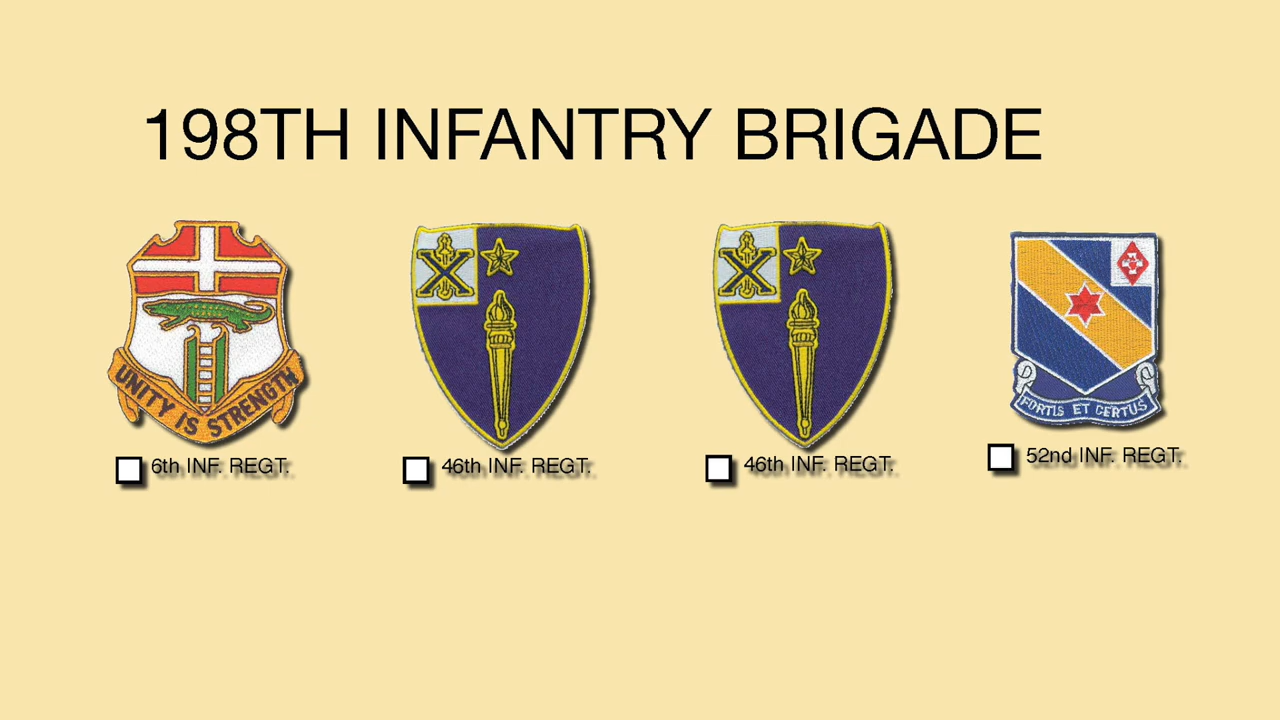 198TH INFANTRY BRIGADE
UNITY IS STRENGTH
FORTIS ET CERTUS
6th INF. REGT.
46th INF. REGT.
46th INF. REGT.
52nd INF. REGT.